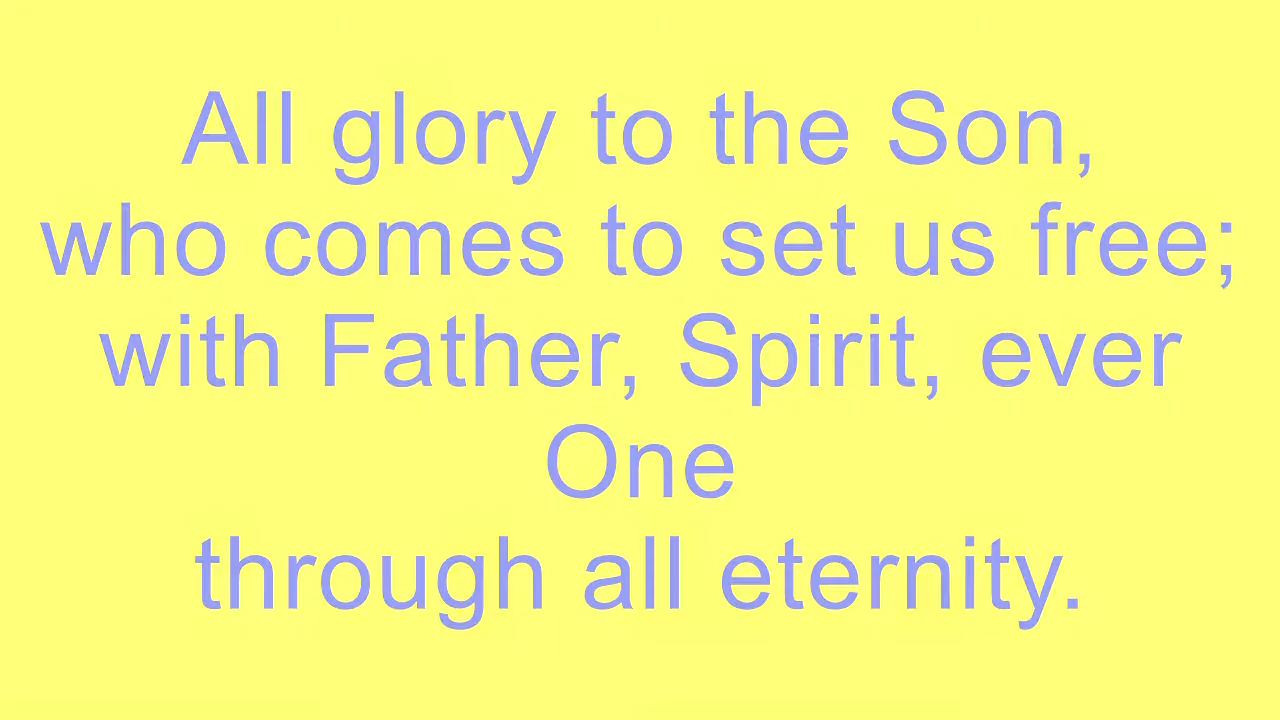 All glory to the Son,
who comes to set us free;
with Father, Spirit, ever
One
through all eternity.